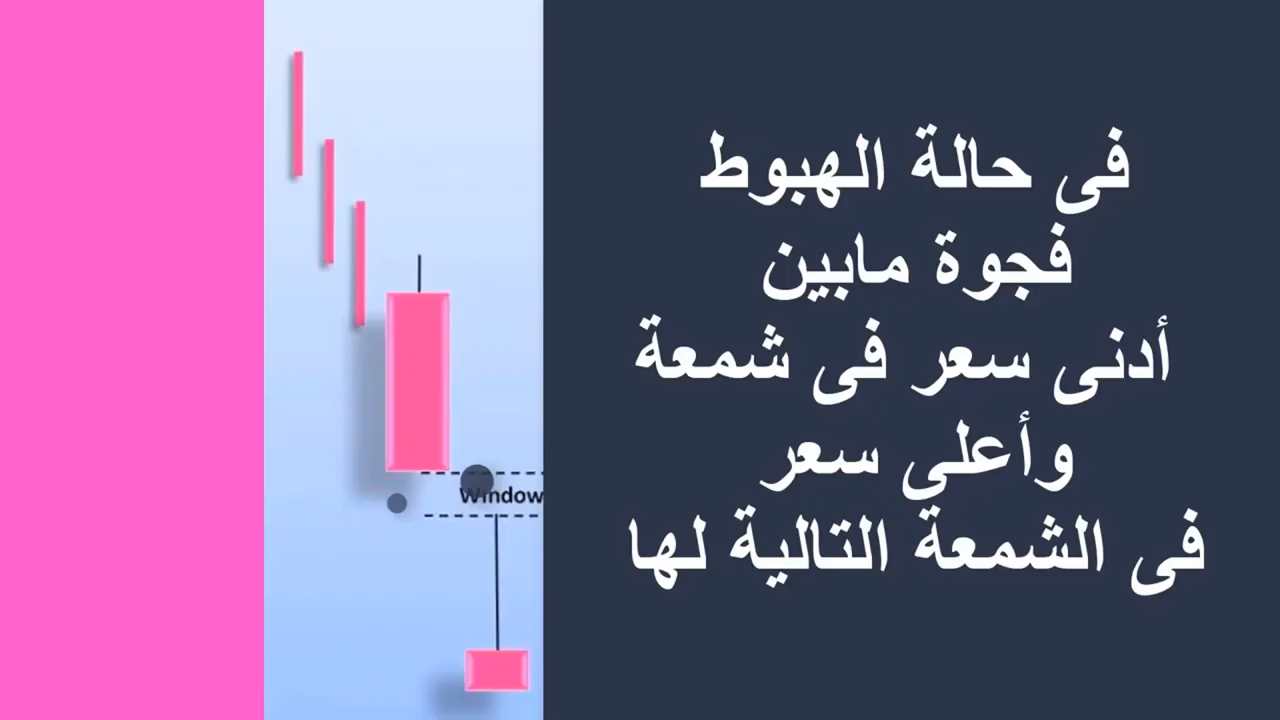 فى حالة الهبوط
فجوة مابين
أدنى سعر فى شمعة
وأعلي سعر
فى الشمعة التالية لها
Window